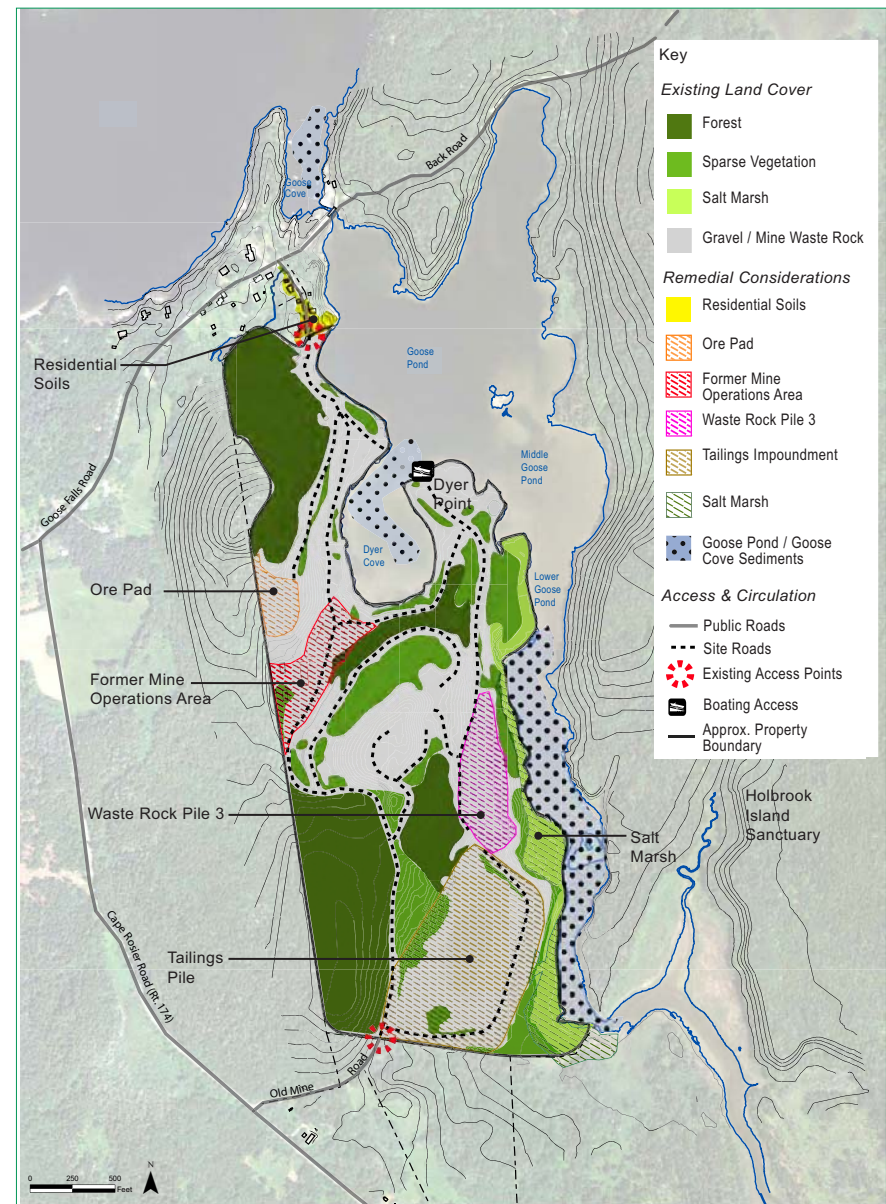 Key
Existing Land Cover
Forest
Sparse Vegetation
Salt Marsh
Gravel / Mine Waste Rock
Remedial Considerations
Residential Soils
Ore Pad
Former Mine
Operations Area
Waste Rock Pile 3
Tailings Impoundment
Salt Marsh
Goose Pond / Goose
Cove Sediments
Access & Circulation
Public Roads
Site Roads
Existing Access Points
Boating Access
Approx. Property
Boundary
Back Road
Goose
Cove
Residential
Soils
Goose
Pond
Goose Falls Road
Middle
Goose
Pond
Dyer
Point
Dyer
Cove
Lower
Goose
Pond
Ore Pad
Former Mine
Operations Area
Waste Rock Pile 3
Holbrook
Island
Sanctuary
Salt
Marsh
Cape Rosier Road (Rt. 174)
Tailings
Pile
Old Mine
Road
0 250 500
Feet
N